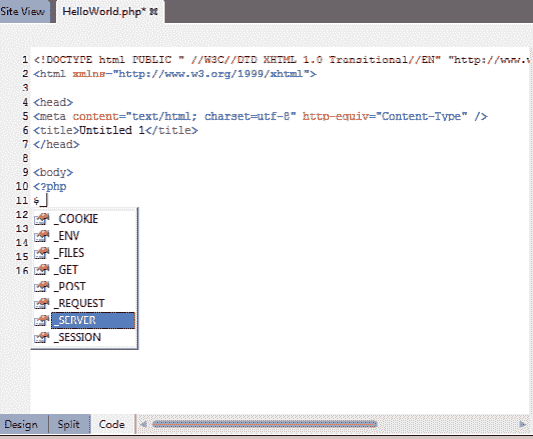 Site View HelloWorld.php*
1 <!DOCTYPE html PUBLIC " //W3C//DTD XHTML 1.0 Transitional//EN" "http://www.w
2 <html xmlns="http://www.w3.org/1999/xhtml">
3
4 <head>
5 <meta content="text/html; charset=utf-8" http-equiv="Content-Type" />
6 <title>Untitled 1</title>
7 </head>
8
9 <body>
10 <?php
11 $_
12 _COOKIE
13 _ENV
14 _FILES
15 _GET
16 _POST
_REQUEST
_SERVER
_SESSION
Design Split Code